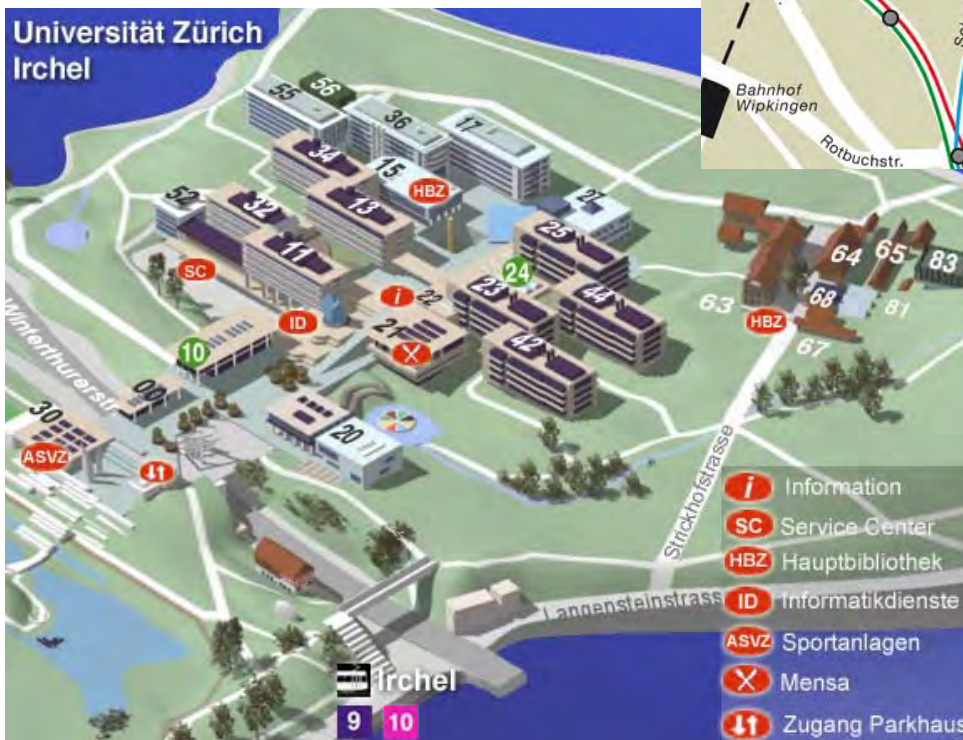 Universität Zürich
Irchel
Bahnhof
Wipkingen
Rotbuchstr.
55
56
36
17
34
15
HBZ
27
52
32
13
25
64
65
83
11
SC
24
i
22
23
44
63
68
81
HBZ
67
ID
21
42
10
Winterthurerstr
00
30
20
ASVZ
Strickhofstrasse
Langensteinstrass
Irchel
9
10
i Information
SC Service Center
HBZ Hauptbibliothek
ID Informatikdienste
ASVZ Sportanlagen
Mensa
Zugang Parkhaus